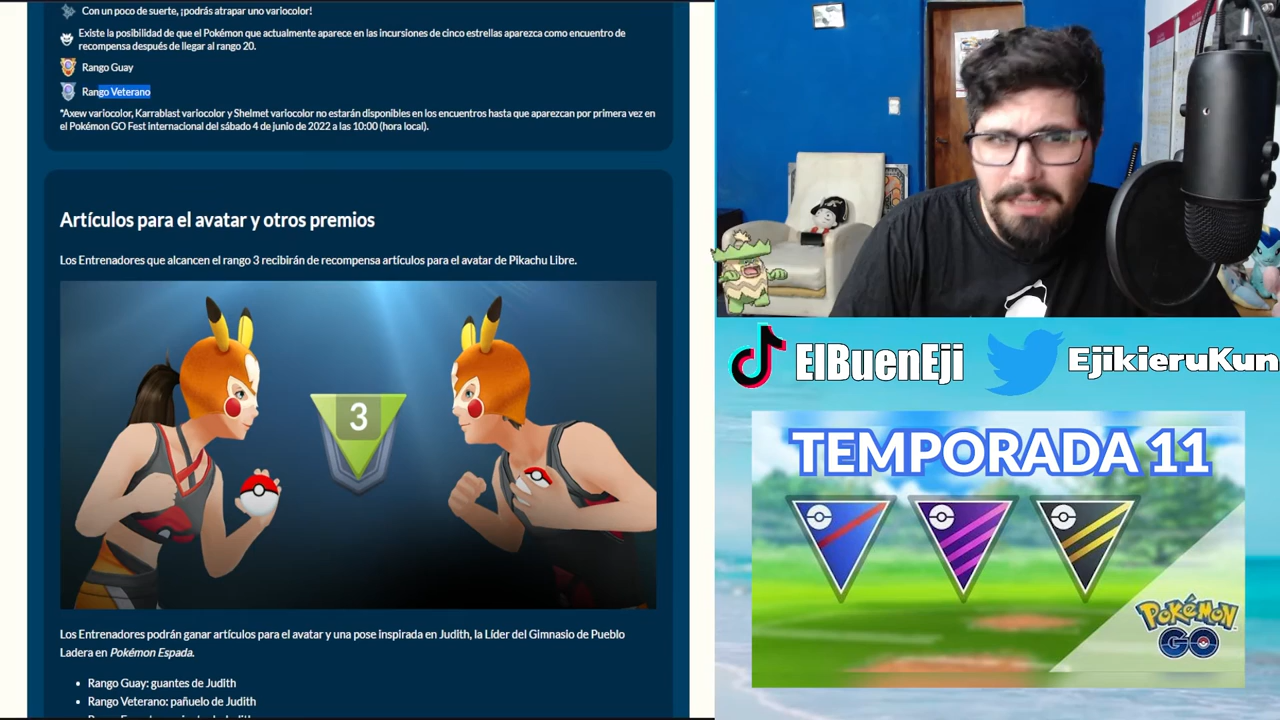 Con un poco de suerte, ¡podrás atrapar uno variocolor!
Existe la posibilidad de que el Pokémon que actualmente aparece en las incursiones de cinco estrellas aparezca como encuentro de
recompensa después de llegar al rango 20.
Rango Guay
Rango Veterano
*Axew variocolor, Karrablast variocolor y Shelmet variocolor no estarán disponibles en los encuentros hasta que aparezcan por primera vez en
el Pokémon GO Fest internacional del sábado 4 de junio de 2022 a las 10:00 (hora local).
Artículos para el avatar y otros premios
Los Entrenadores que alcancen el rango 3 recibirán de recompensa artículos para el avatar de Pikachu Libre.
3
Los Entrenadores podrán ganar artículos para el avatar y una pose inspirada en Judith, la Líder del Gimnasio de Pueblo
Ladera en Pokémon Espada.
• Rango Guay: guantes de Judith
• Rango Veterano: pañuelo de Judith
ElBuenEji
EjikieruKun
TEMPORADA 11
POKÉMON
GO